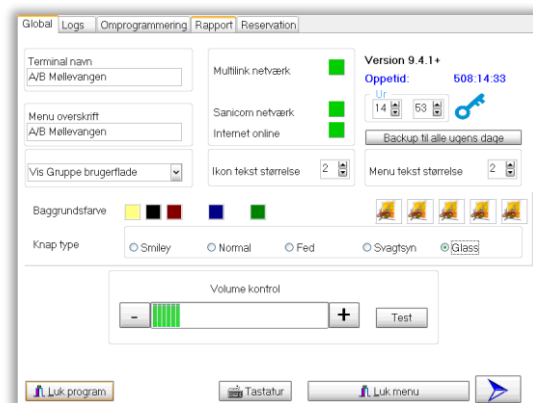 Global Logs Omprogrammering Rapport Reservation
Terminal navn
A/B Møllevangen
Menu overskrift
A/B Møllevangen
Vis Gruppe brugerflade
Multilink netværk
Sanicom netværk
Internet online
Ikon tekst størrelse 2
Version 9.4.1+
Oppetid: 508:14:33
Ur
14 53
Backup til alle ugens dage
Menu tekst størrelse 2
Baggrundsfarve
Knap type Smiley Normal Fed Svagtsyn Glass
Volume kontrol
- + Test
Luk program Tastatur Luk menu